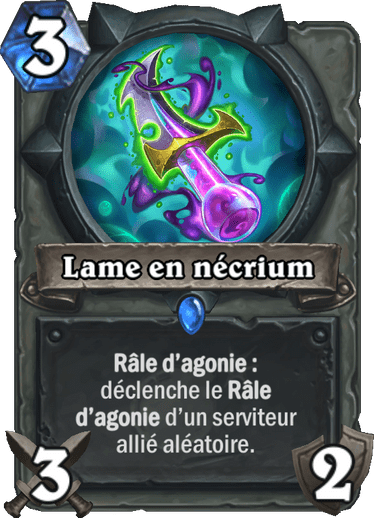 3
Lame en nécrium
Râle d’agonie :
déclenche le Râle
d’agonie d’un serviteur
allié aléatoire.
3
2